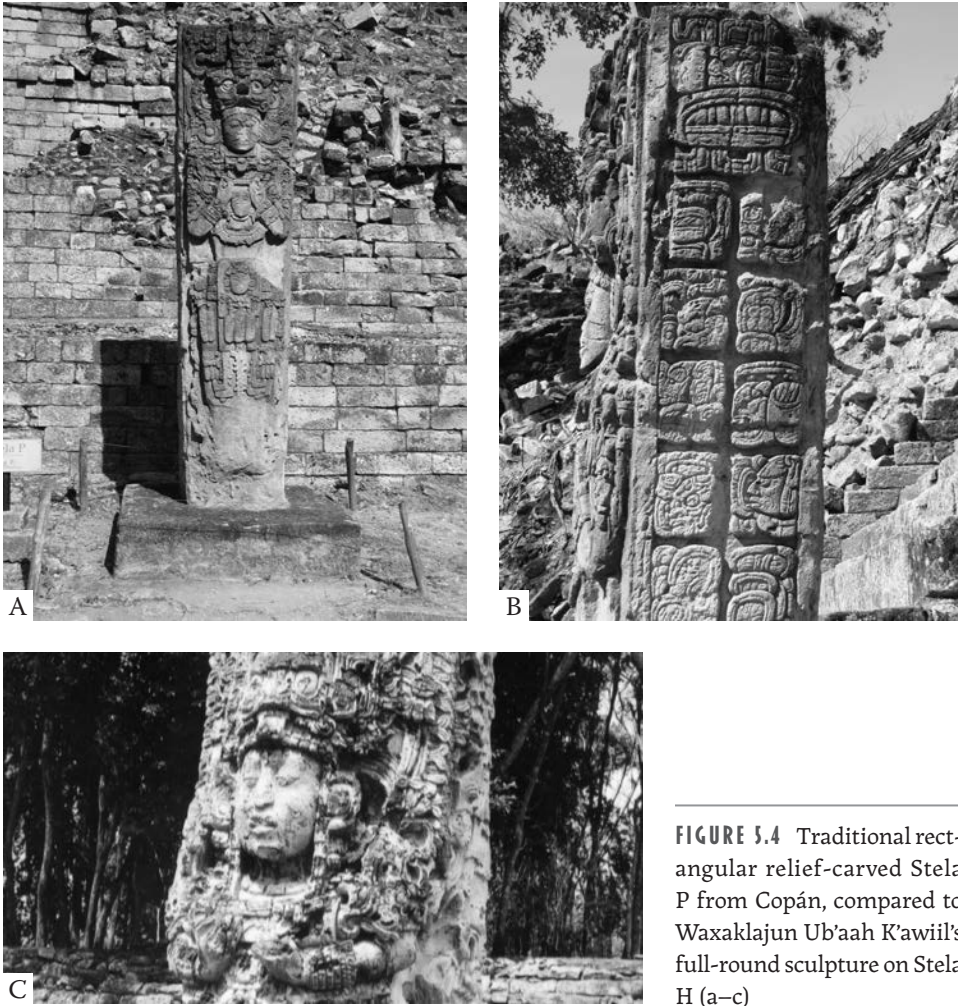 la P
A
B
C
FIGURE 5.4 Traditional rect-
angular relief-carved Stela
P from Copán, compared to
Waxaklajun Ub’aah K’awiil’s
full-round sculpture on Stela
H (a–c)